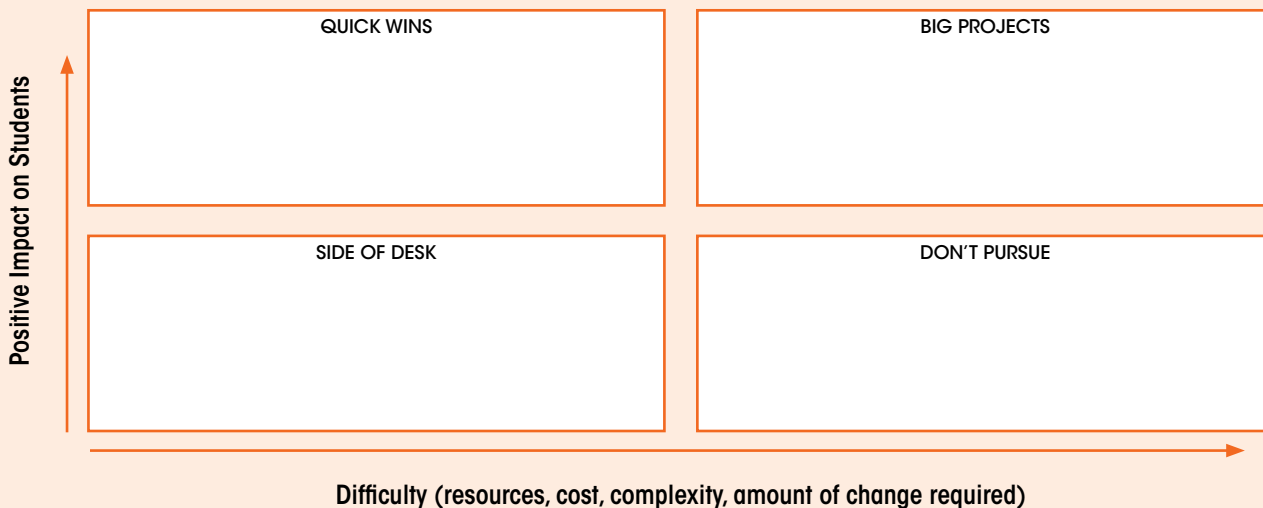 QUICK WINS
BIG PROJECTS
Positive Impact on Students
SIDE OF DESK
DON'T PURSUE
Difficulty (resources, cost, complexity, amount of change required)